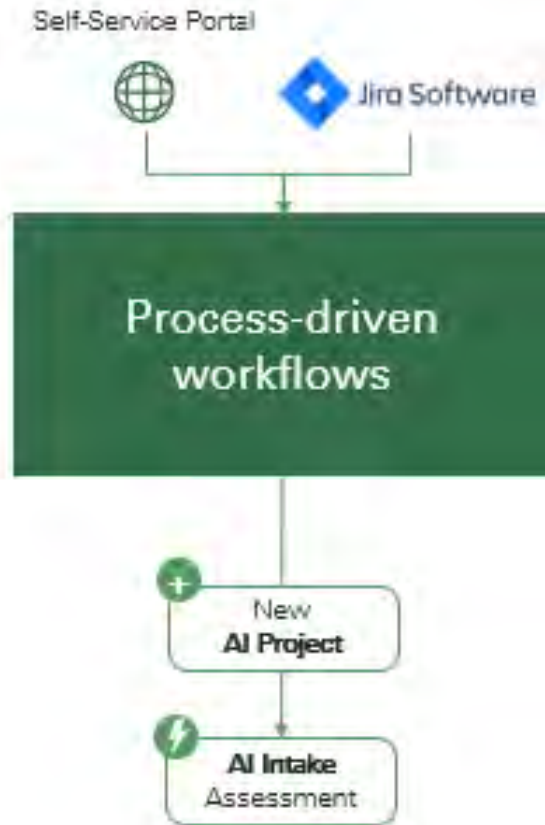 Self-Service Portal
Jira Software
Process-driven
workflows
New
AI Project
AI Intake
Assessment